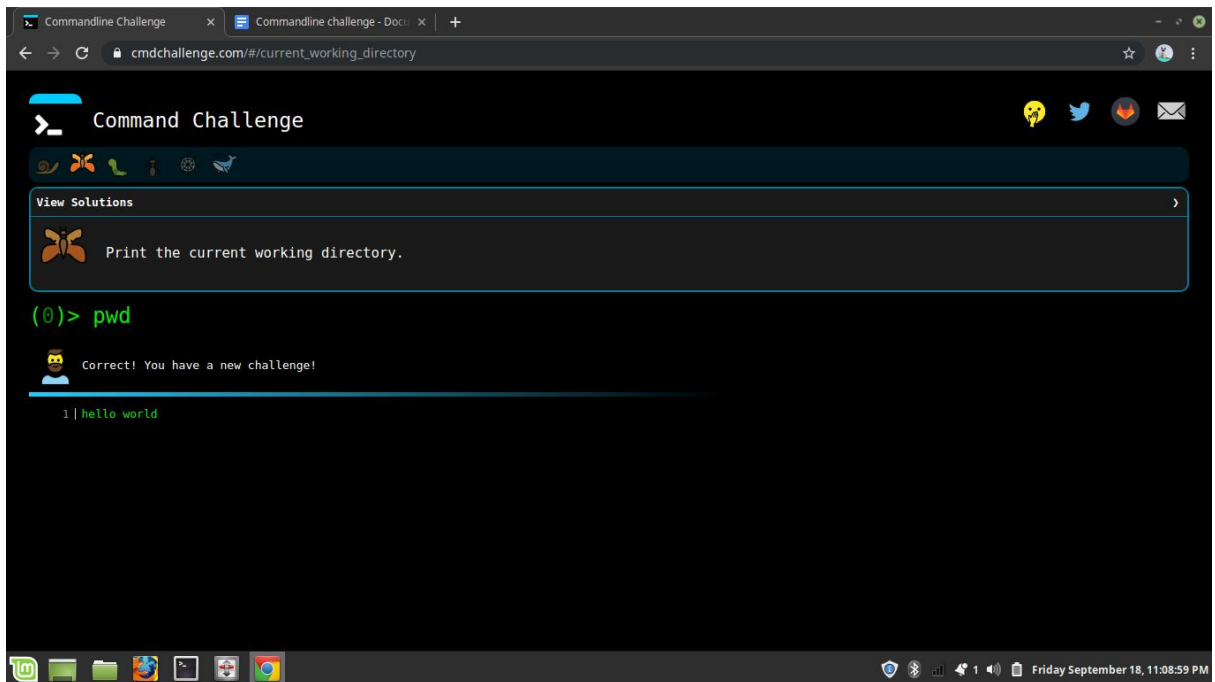 Commandline Challenge
Commandline challenge - Docu
cmdchallenge.com/#/current_working_directory
>_ Command Challenge
View Solutions
Print the current working directory.
(0)> pwd
Correct! You have a new challenge!
1 hello world
1 Friday September 18, 11:08:59 PM